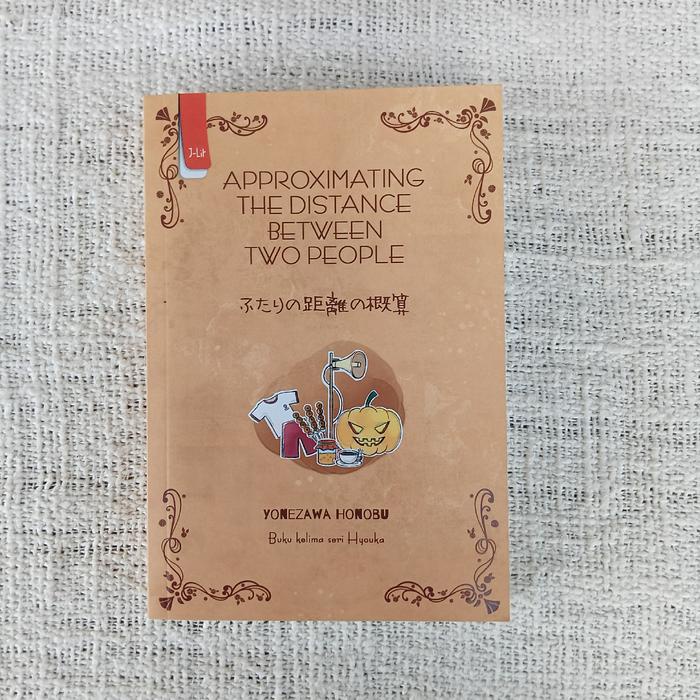 J-Lit
APPROXIMATING
THE DISTANCE
BETWEEN
TWO PEOPLE
ふたりの距離の概算
YONEZAWA HONOBU
Buku kelima seri Hyouka